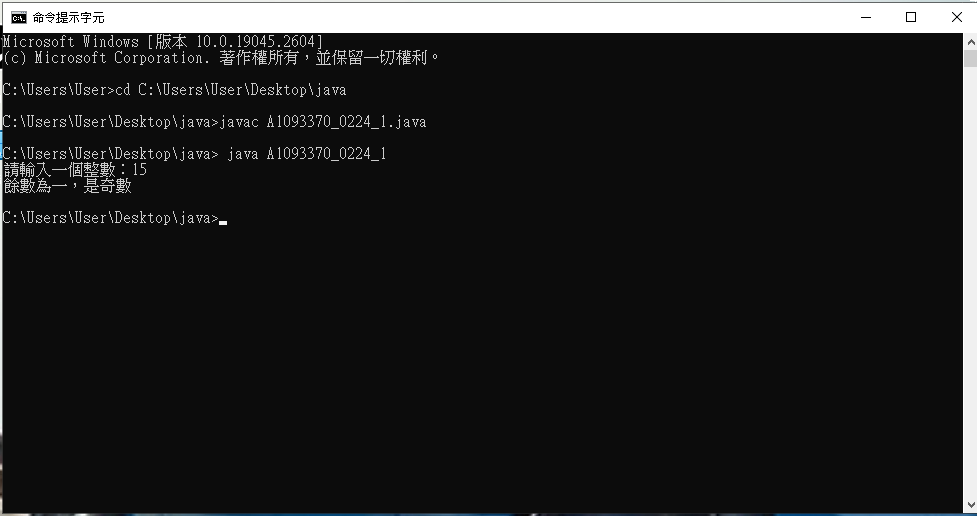 命令提示字元
Microsoft Windows [版本 10.0.19045.2604]
(c) Microsoft Corporation. 著作權所有，並保留一切權利。
C:\Users\User>cd C:\Users\User\Desktop\java
C:\Users\User\Desktop\java>javac A1093370_0224_1.java
C:\Users\User\Desktop\java> java A1093370_0224_1
請輸入一個整數：15
餘數為一，是奇數
C:\Users\User\Desktop\java>